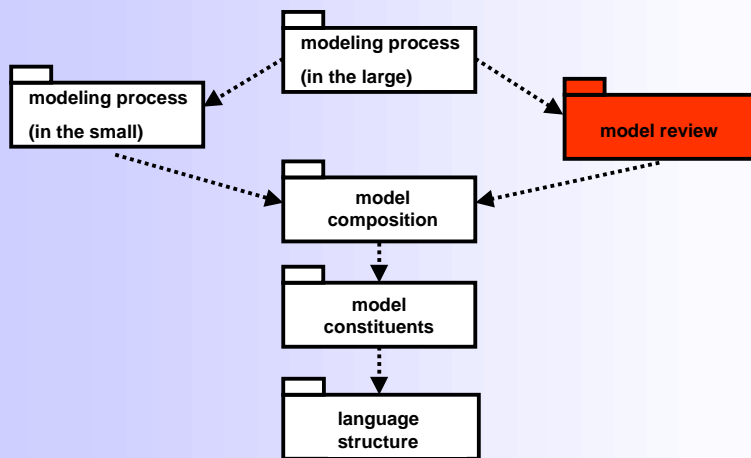 modeling process
(in the large)
modeling process
(in the small)
model review
model
composition
model
constituents
language
structure